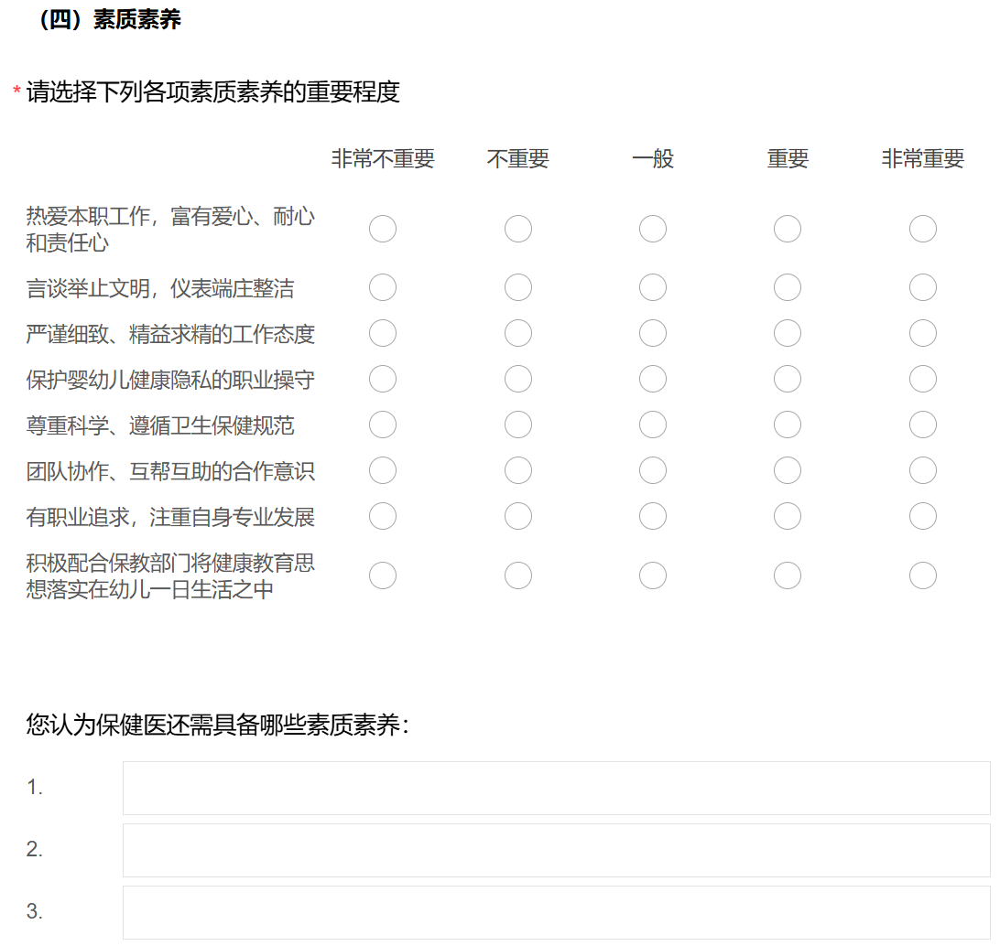 （四）素质素养
* 请选择下列各项素质素养的重要程度
非常不重要 不重要 一般 重要 非常重要
热爱本职工作，富有爱心、耐心
和责任心
言谈举止文明，仪表端庄整洁
严谨细致、精益求精的工作态度
保护婴幼儿健康隐私的职业操守
尊重科学、遵循卫生保健规范
团队协作、互帮互助的合作意识
有职业追求，注重自身专业发展
积极配合保教部门将健康教育思
想落实在幼儿一日生活之中
您认为保健医还需具备哪些素质素养：
1.
2.
3.